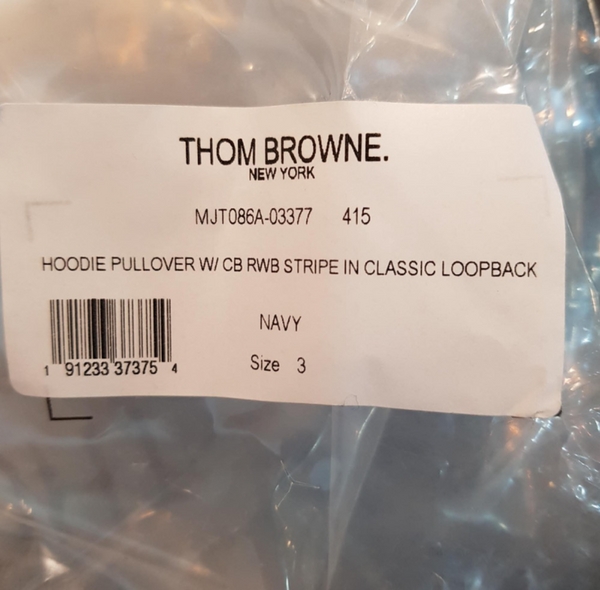 THOM BROWNE.
NEW YORK
MJT086A-03377 415
HOODIE PULLOVER W/ CB RWB STRIPE IN CLASSIC LOOPBACK
NAVY
Size 3
1 91233 37375 4